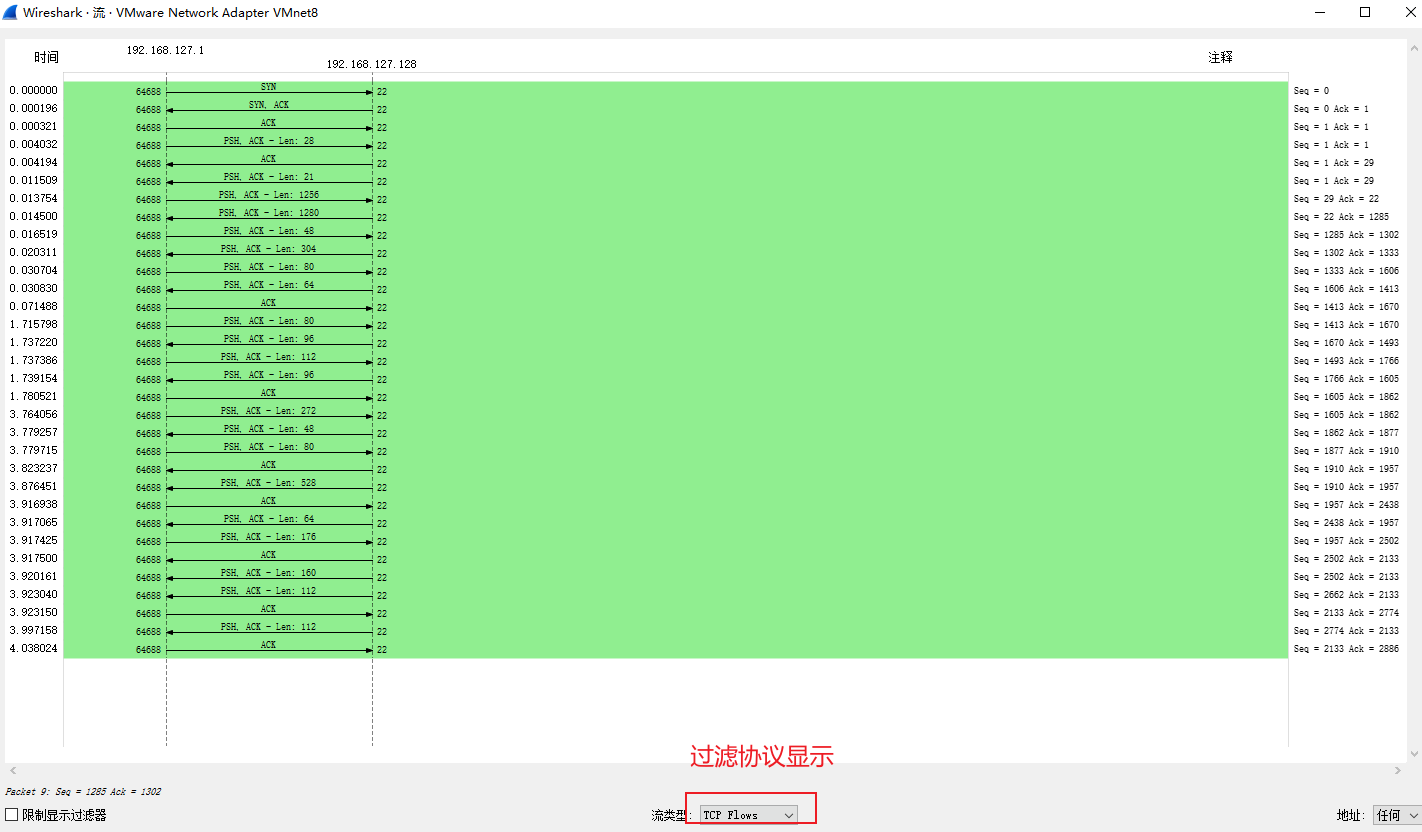 Wireshark · 流 · VMware Network Adapter VMnet8
时间 192.168.127.1 192.168.127.128 注释
0.000000 64688 SYN 22 Seq = 0
0.000196 64688 SYN, ACK 22 Seq = 0 Ack = 1
0.000321 64688 ACK 22 Seq = 1 Ack = 1
0.004032 64688 PSH, ACK - Len: 28 22 Seq = 1 Ack = 1
0.004194 64688 ACK 22 Seq = 1 Ack = 29
0.011509 64688 PSH, ACK - Len: 21 22 Seq = 1 Ack = 29
0.013754 64688 PSH, ACK - Len: 1256 22 Seq = 29 Ack = 22
0.014500 64688 PSH, ACK - Len: 1280 22 Seq = 22 Ack = 1285
0.016519 64688 PSH, ACK - Len: 48 22 Seq = 1285 Ack = 1302
0.020311 64688 PSH, ACK - Len: 304 22 Seq = 1302 Ack = 1333
0.030704 64688 PSH, ACK - Len: 80 22 Seq = 1333 Ack = 1606
0.030830 64688 PSH, ACK - Len: 64 22 Seq = 1606 Ack = 1413
0.071488 64688 ACK 22 Seq = 1413 Ack = 1670
1.715798 64688 PSH, ACK - Len: 80 22 Seq = 1413 Ack = 1670
1.737220 64688 PSH, ACK - Len: 96 22 Seq = 1670 Ack = 1493
1.737386 64688 PSH, ACK - Len: 112 22 Seq = 1493 Ack = 1766
1.739154 64688 PSH, ACK - Len: 96 22 Seq = 1766 Ack = 1605
1.780521 64688 ACK 22 Seq = 1605 Ack = 1862
3.764056 64688 PSH, ACK - Len: 272 22 Seq = 1605 Ack = 1862
3.779257 64688 PSH, ACK - Len: 48 22 Seq = 1862 Ack = 1877
3.779715 64688 PSH, ACK - Len: 80 22 Seq = 1877 Ack = 1910
3.823237 64688 ACK 22 Seq = 1910 Ack = 1957
3.876451 64688 PSH, ACK - Len: 528 22 Seq = 1910 Ack = 1957
3.916938 64688 ACK 22 Seq = 1957 Ack = 2438
3.917065 64688 PSH, ACK - Len: 64 22 Seq = 2438 Ack = 1957
3.917425 64688 PSH, ACK - Len: 176 22 Seq = 1957 Ack = 2502
3.917500 64688 ACK 22 Seq = 2502 Ack = 2133
3.920161 64688 PSH, ACK - Len: 160 22 Seq = 2502 Ack = 2133
3.923040 64688 PSH, ACK - Len: 112 22 Seq = 2662 Ack = 2133
3.923150 64688 ACK 22 Seq = 2133 Ack = 2774
3.997158 64688 PSH, ACK - Len: 112 22 Seq = 2774 Ack = 2133
4.038024 64688 ACK 22 Seq = 2133 Ack = 2886
过滤协议显示
Packet 9: Seq = 1285 Ack = 1302
限制显示过滤器 流类型: TCP Flows 地址: 任何